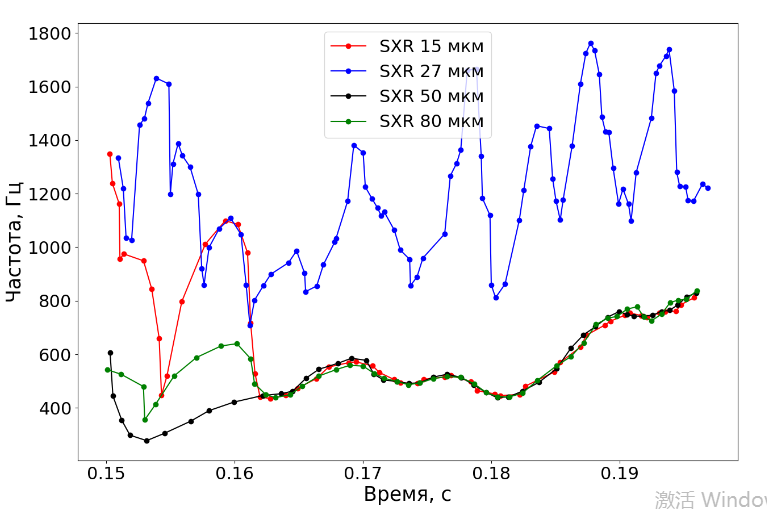 1800
1600
1400
1200
1000
800
600
400
Частота, Гц
SXR 15 мкм
SXR 27 мкм
SXR 50 мкм
SXR 80 мкм
0.15 0.16 0.17 0.18 0.19
Время, с
激活 Window